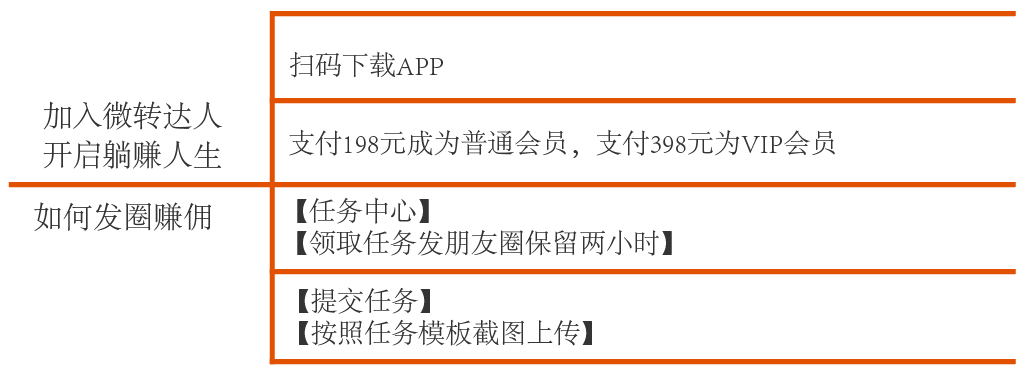 加入微转达人
开启躺赚人生
扫码下载APP
支付198元成为普通会员，支付398元为VIP会员
如何发圈赚佣
【任务中心】
【领取任务发朋友圈保留两小时】
【提交任务】
【按照任务模板截图上传】